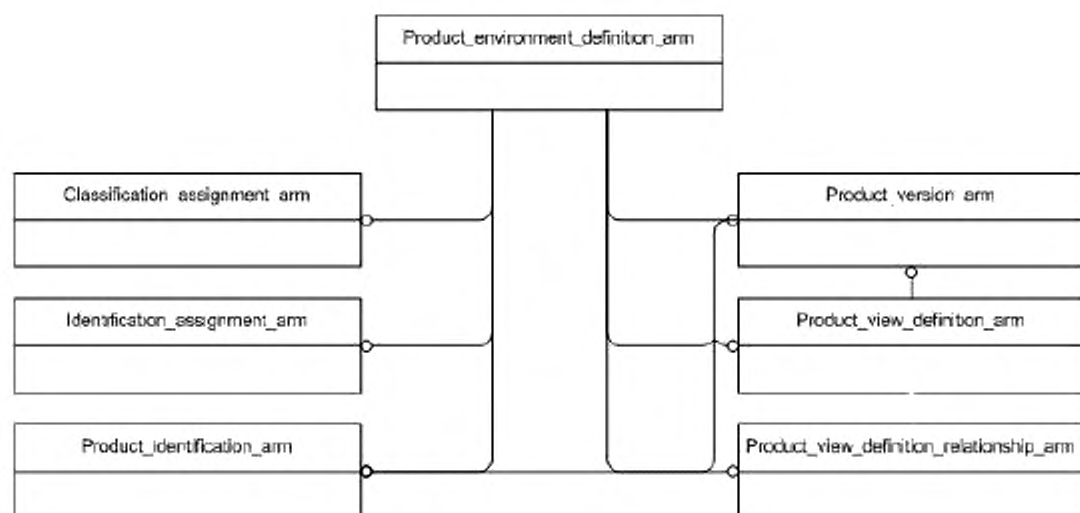 Product_environment_definition_arm
Classification_assignment_arm
Product_version_arm
Identification_assignment_arm
Product_view_definition_arm
Product_identification_arm
Product_view_definition_relationship_arm